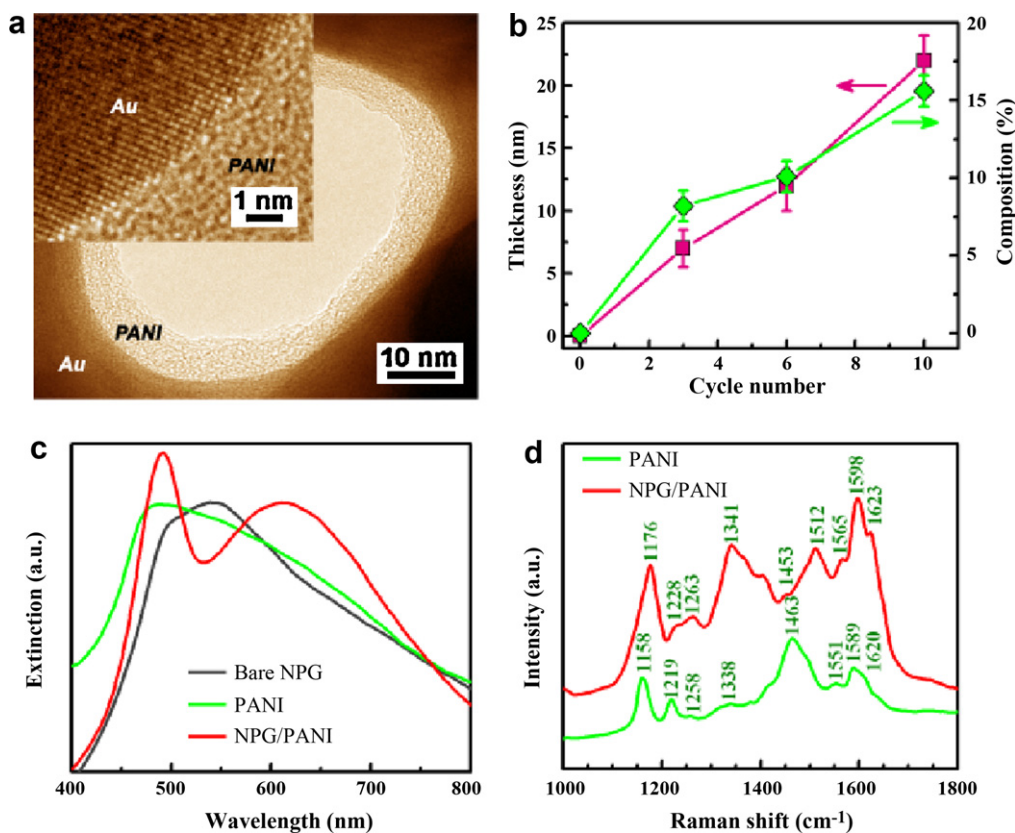 a
Au
PANI
1 nm
PANI
Au
10 nm
b
Thickness (nm)
25
20
15
10
5
0
20
15
10
5
0
Composition (%)
0 2 4 6 8 10
Cycle number
c
Extinction (a.u.)
Bare NPG
PANI
NPG/PANI
400 500 600 700 800
Wavelength (nm)
d
Intensity (a.u.)
PANI
NPG/PANI
1176
1228
1263
1341
1453
1512
1565
1598
1623
1158
1219
1258
1338
1463
1551
1589
1620
1000 1200 1400 1600 1800
Raman shift (cm-1)